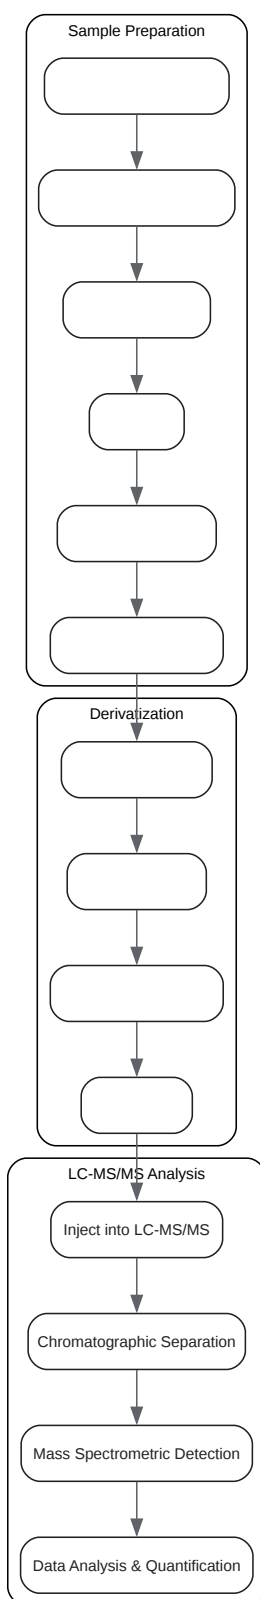 Sample Preparation
Derivatization
LC-MS/MS Analysis
Inject into LC-MS/MS
Chromatographic Separation
Mass Spectrometric Detection
Data Analysis & Quantification